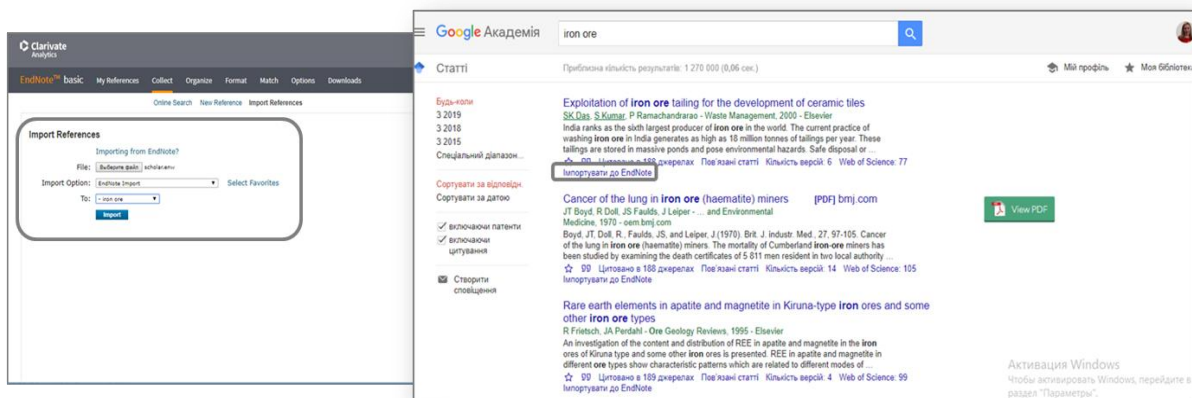 Clarivate
Analytics
EndNote™ basic My References Collect Organize Format Match Options Downloads
Online Search New Reference Import References
Import References
Importing from EndNote?
File: Выберите файл scholar.enw
Import Option: EndNote Import Select Favorites
To: - iron ore
Import
Google Академія
iron ore
Статті
Приблизна кількість результатів: 1 270 000 (0,06 сек.)
Мій профіль Моя бібліотека
Будь-коли
З 2019
З 2018
З 2015
Спеціальний діапазон...
Сортувати за відповідн.
Сортувати за датою
включаючи патенти
включаючи
цитування
Створити
сповіщення
Exploitation of iron ore tailing for the development of ceramic tiles
SK Das, S Kumar, P Ramachandrarao - Waste Management, 2000 - Elsevier
India ranks as the sixth largest producer of iron ore in the world. The current practice of
washing iron ore in India generates as high as 18 million tonnes of tailings per year. These
tailings are stored in massive ponds and pose environmental hazards. Safe disposal or ...
Цитовано в 188 джерелах Пов'язані статті Кількість версій: 6 Web of Science: 77
Імпортувати до EndNote
Cancer of the lung in iron ore (haematite) miners [PDF] bmj.com
JT Boyd, R Doll, JS Faulds, J Leiper - ... and Environmental
Medicine, 1970 - oem.bmj.com
Boyd, JT, Doll, R., Faulds, JS, and Leiper, J.(1970). Brit. J. industr. Med., 27, 97-105. Cancer
of the lung in iron ore (haematite) miners. The mortality of Cumberland iron-ore miners has
been studied by examining the death certificates of 5 811 men resident in two local authority ...
Цитовано в 188 джерелах Пов'язані статті Кількість версій: 14 Web of Science: 105
Імпортувати до EndNote
View PDF
Rare earth elements in apatite and magnetite in Kiruna-type iron ores and some
other iron ore types
R Frietsch, JA Perdahl - Ore Geology Reviews, 1995 - Elsevier
An investigation of the content and distribution of REE in apatite and magnetite in the iron
ores of Kiruna type and some other iron ores is presented. REE in apatite and magnetite in
different ore types show characteristic patterns which are related to different modes of ...
Цитовано в 189 джерелах Пов'язані статті Кількість версій: 4 Web of Science: 99
Імпортувати до EndNote
Активация Windows
Чтобы активировать Windows, перейдите в
раздел "Параметры".